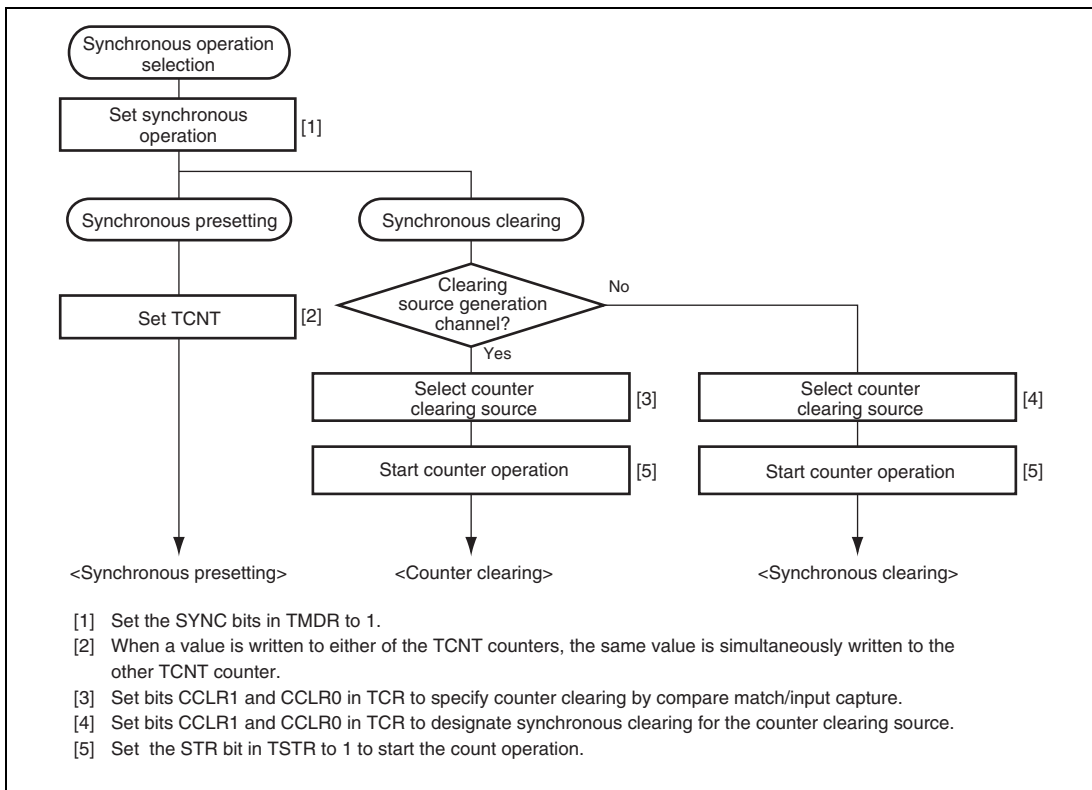 Synchronous operation
selection
Set synchronous
operation
[1]
Synchronous presetting
Synchronous clearing
Set TCNT
[2]
Clearing
source generation
channel?
No
Yes
Select counter
clearing source
[3]
Select counter
clearing source
[4]
Start counter operation
[5]
Start counter operation
[5]
<Synchronous presetting>
<Counter clearing>
<Synchronous clearing>
[1] Set the SYNC bits in TMDR to 1.
[2] When a value is written to either of the TCNT counters, the same value is simultaneously written to the
other TCNT counter.
[3] Set bits CCLR1 and CCLR0 in TCR to specify counter clearing by compare match/input capture.
[4] Set bits CCLR1 and CCLR0 in TCR to designate synchronous clearing for the counter clearing source.
[5] Set the STR bit in TSTR to 1 to start the count operation.